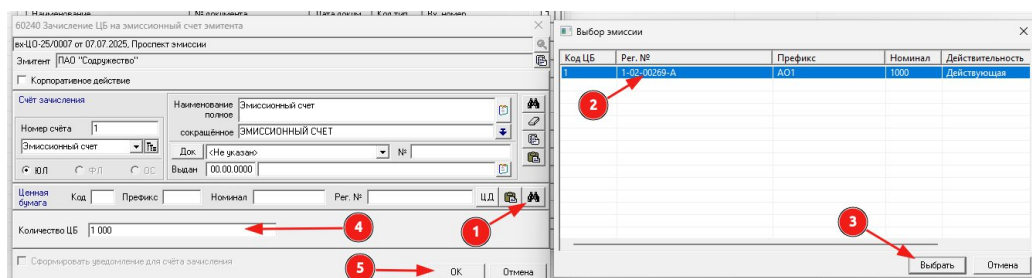 Наименование № документа Дата докум. Код тип Вх. номер
60240 Зачисление ЦБ на эмиссионный счет эмитента
вх-ЦО-25/0007 от 07.07.2025, Проспект эмиссии
Эмитент ПАО "Содружество"
Корпоративное действие
Счёт зачисления
Наименование полное Эмиссионный счет
Номер счёта 1
сокращённое ЭМИССИОННЫЙ СЧЕТ
Эмиссионный счет
Док <Не указан> №
ЮЛ ФЛ ОС
Выдан 00.00.0000
Ценная бумага Код Префикс Номинал Рег. № ЦД
1
Количество ЦБ 1 000
4
Сформировать уведомление для счёта зачисления
5
ОК Отмена
Выбор эмиссии
Код ЦБ Рег. № Префикс Номинал Действительность
1 1-02-00269-А АО1 1000 Действующая
2
3
Выбрать Отмена